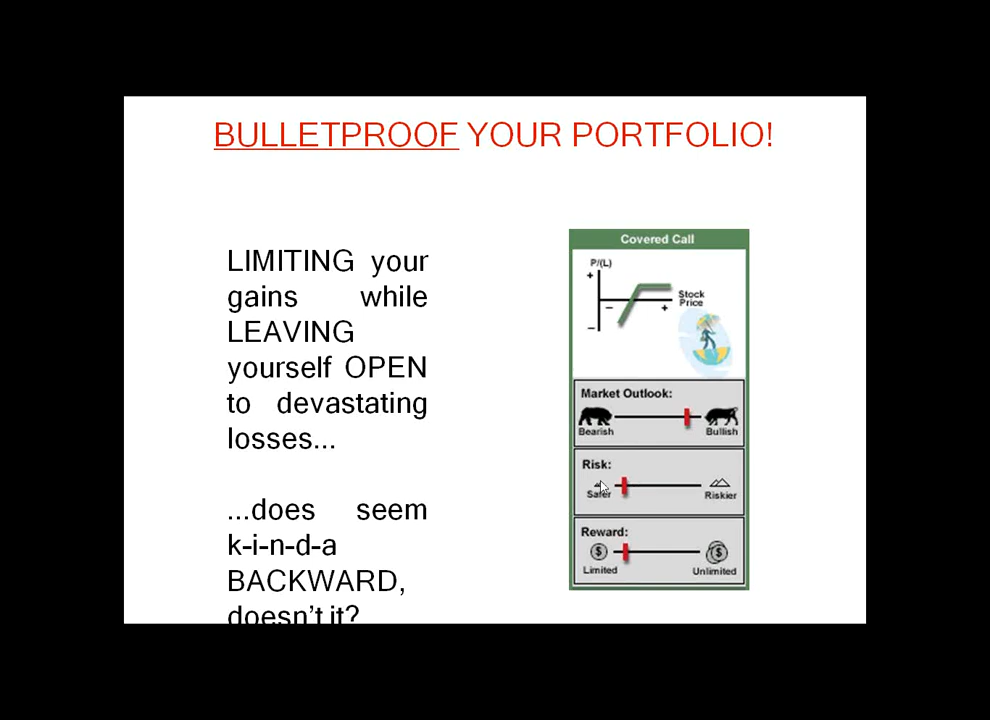 BULLETPROOF YOUR PORTFOLIO!
LIMITING your
gains while
LEAVING
yourself OPEN
to devastating
losses...
...does seem
k-i-n-d-a
BACKWARD,
doesn't it?
Covered Call
P/(L)
+
Stock
Price
–
+
–
Market Outlook:
Bearish Bullish
Risk:
Safer Riskier
Reward:
$ $
Limited Unlimited